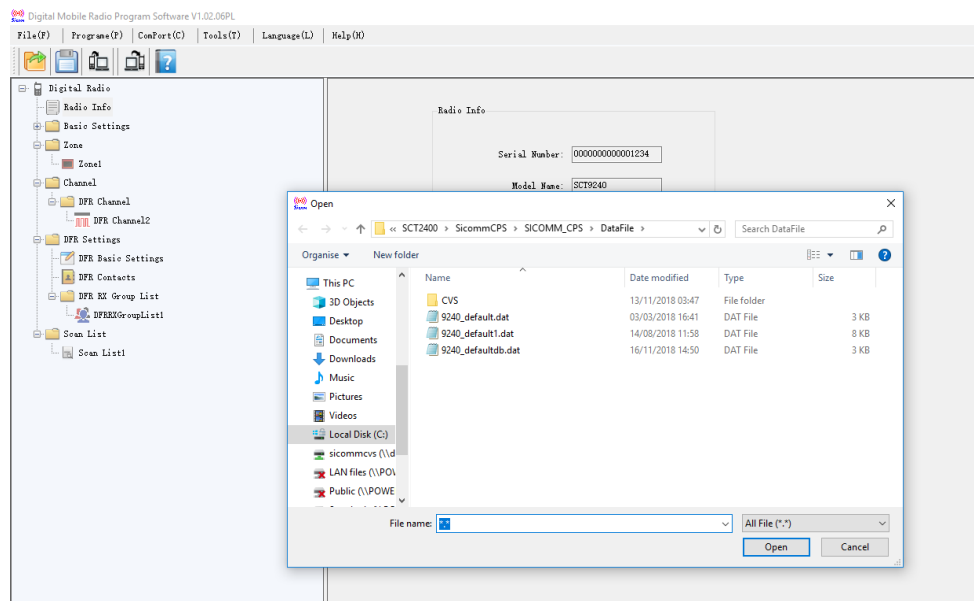 Digital Mobile Radio Program Software V1.02.06PL
File(F) Programe(P) ComPort(C) Tools(T) Language(L) Help(H)
Digital Radio
Radio Info
Basic Settings
Zone
Zone1
Channel
DFR Channel
DFR Channel2
DFR Settings
DFR Basic Settings
DFR Contacts
DFR RX Group List
DFRRXGroupList1
Scan List
Scan List1
Radio Info
Serial Number: 0000000000001234
Model Name: SCT9240
Open
« SCT2400 > SicommCPS > SICOMM_CPS > DataFile >
Search DataFile
Organise New folder
This PC
3D Objects
Desktop
Documents
Downloads
Music
Pictures
Videos
Local Disk (C:)
sicommcvs (\\d
LAN files (\\POW
Public (\\POWE
Name Date modified Type Size
CVS 13/11/2018 03:47 File folder
9240_default.dat 03/03/2018 16:41 DAT File 3 KB
9240_default1.dat 14/08/2018 11:58 DAT File 8 KB
9240_defaultdb.dat 16/11/2018 14:50 DAT File 3 KB
File name: *.* All File (*.*)
Open Cancel